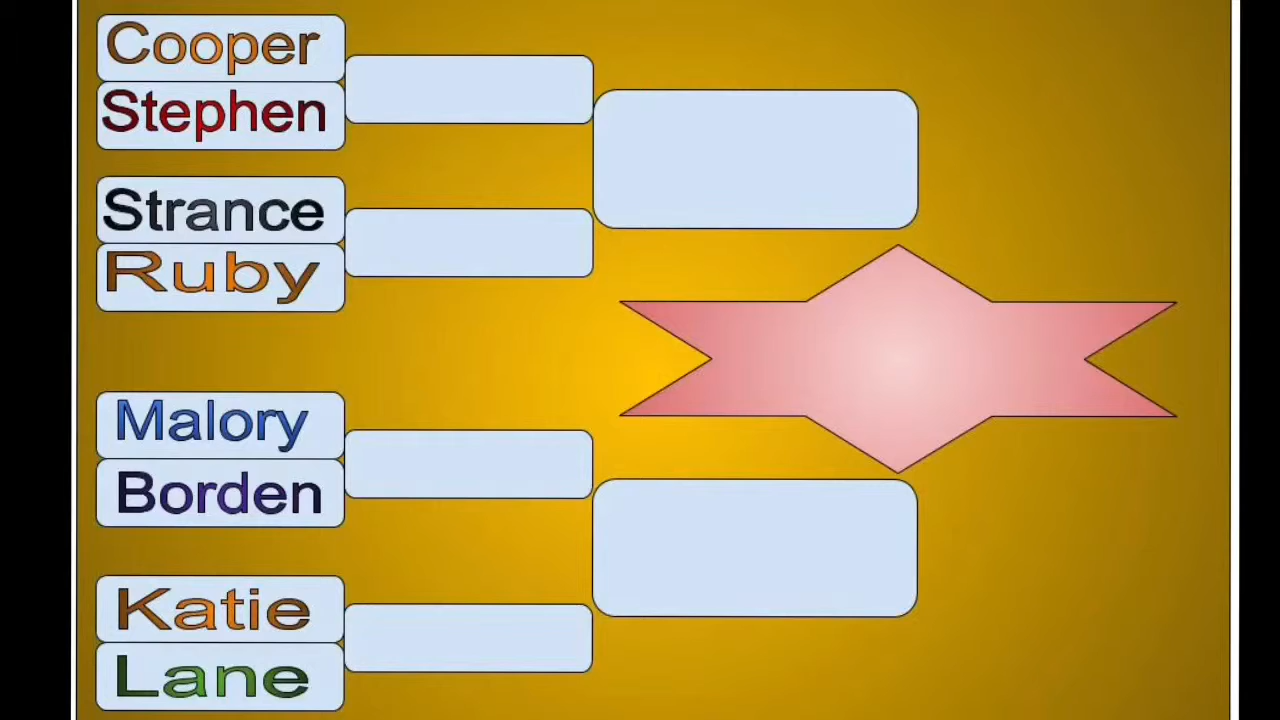 Cooper
Stephen
Strance
Ruby
Malory
Borden
Katie
Lane